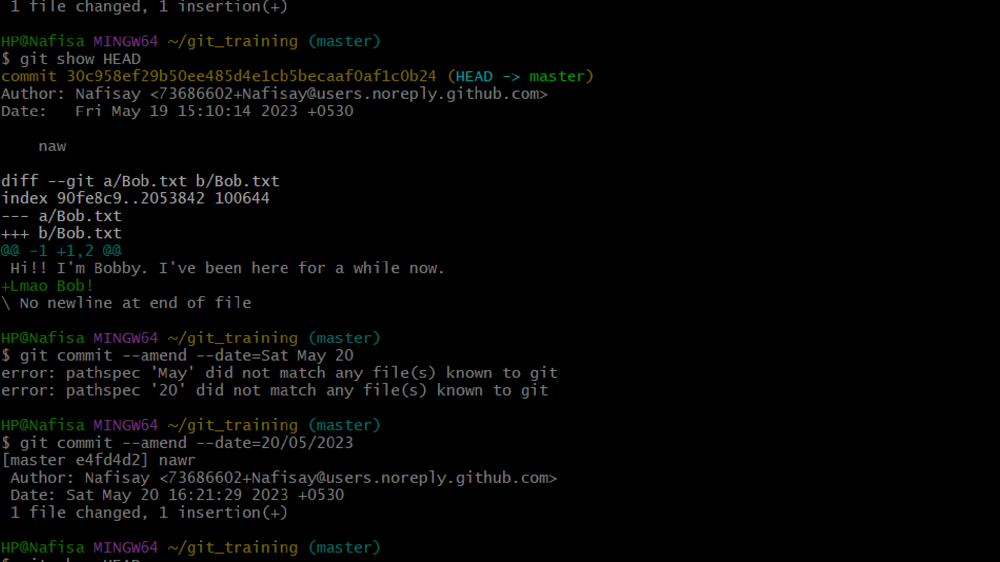 1 file changed, 1 insertion(+)
HP@Nafisa MINGW64 ~/git_training (master)
$ git show HEAD
commit 30c958ef29b50ee485d4e1cb5becaaf0af1c0b24 (HEAD -> master)
Author: Nafisay <73686602+Nafisay@users.noreply.github.com>
Date:   Fri May 19 15:10:14 2023 +0530
    naw
diff --git a/Bob.txt b/Bob.txt
index 90fe8c9..2053842 100644
--- a/Bob.txt
+++ b/Bob.txt
@@ -1 +1,2 @@
 Hi!! I'm Bobby. I've been here for a while now.
+Lmao Bob!
\ No newline at end of file
HP@Nafisa MINGW64 ~/git_training (master)
$ git commit --amend --date=Sat May 20
error: pathspec 'May' did not match any file(s) known to git
error: pathspec '20' did not match any file(s) known to git
HP@Nafisa MINGW64 ~/git_training (master)
$ git commit --amend --date=20/05/2023
[master e4fd4d2] nawr
 Author: Nafisay <73686602+Nafisay@users.noreply.github.com>
 Date: Sat May 20 16:21:29 2023 +0530
 1 file changed, 1 insertion(+)
HP@Nafisa MINGW64 ~/git_training (master)